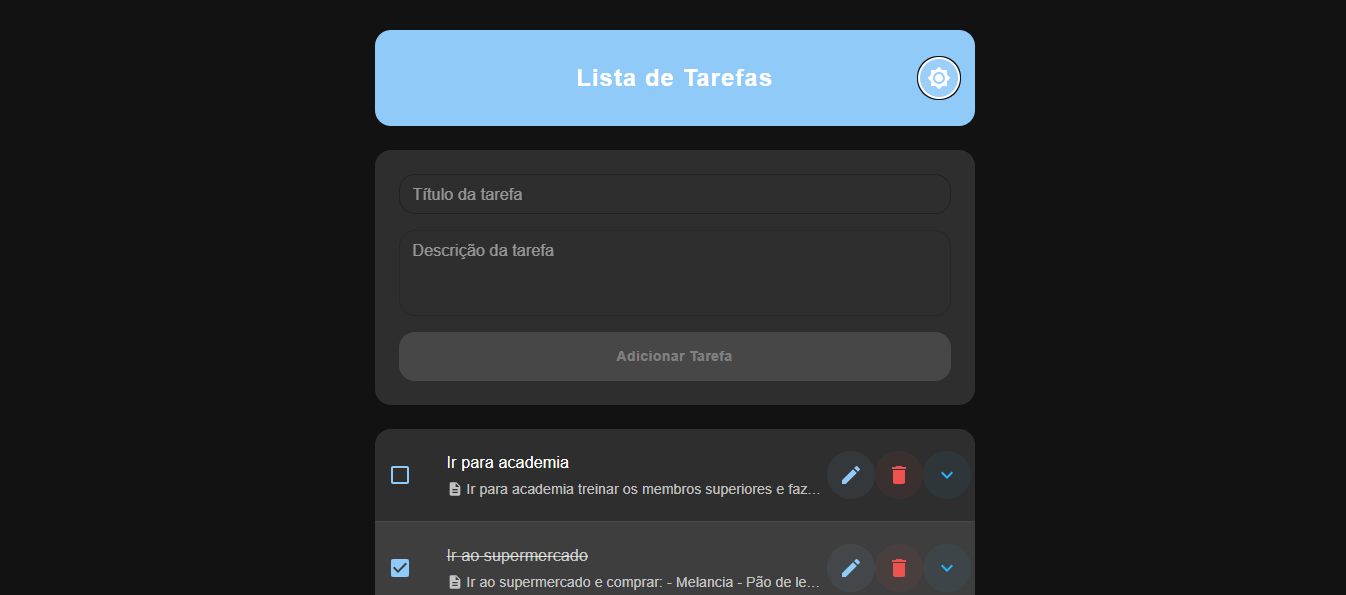 Lista de Tarefas
Título da tarefa
Descrição da tarefa
Adicionar Tarefa
Ir para academia
Ir para academia treinar os membros superiores e faz...
Ir ao supermercado
Ir ao supermercado e comprar: - Melancia - Pão de le...